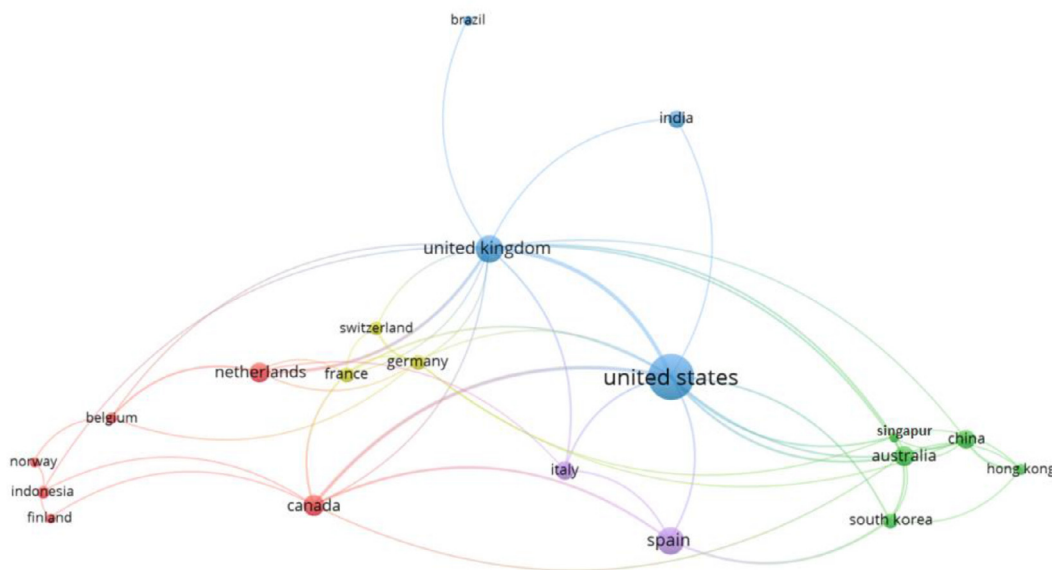 brazil
india
united kingdom
switzerland
germany
netherlands
france
united states
belgium
singapur
china
australia
norway
italy
hong kong
indonesia
canada
finland
south korea
spain